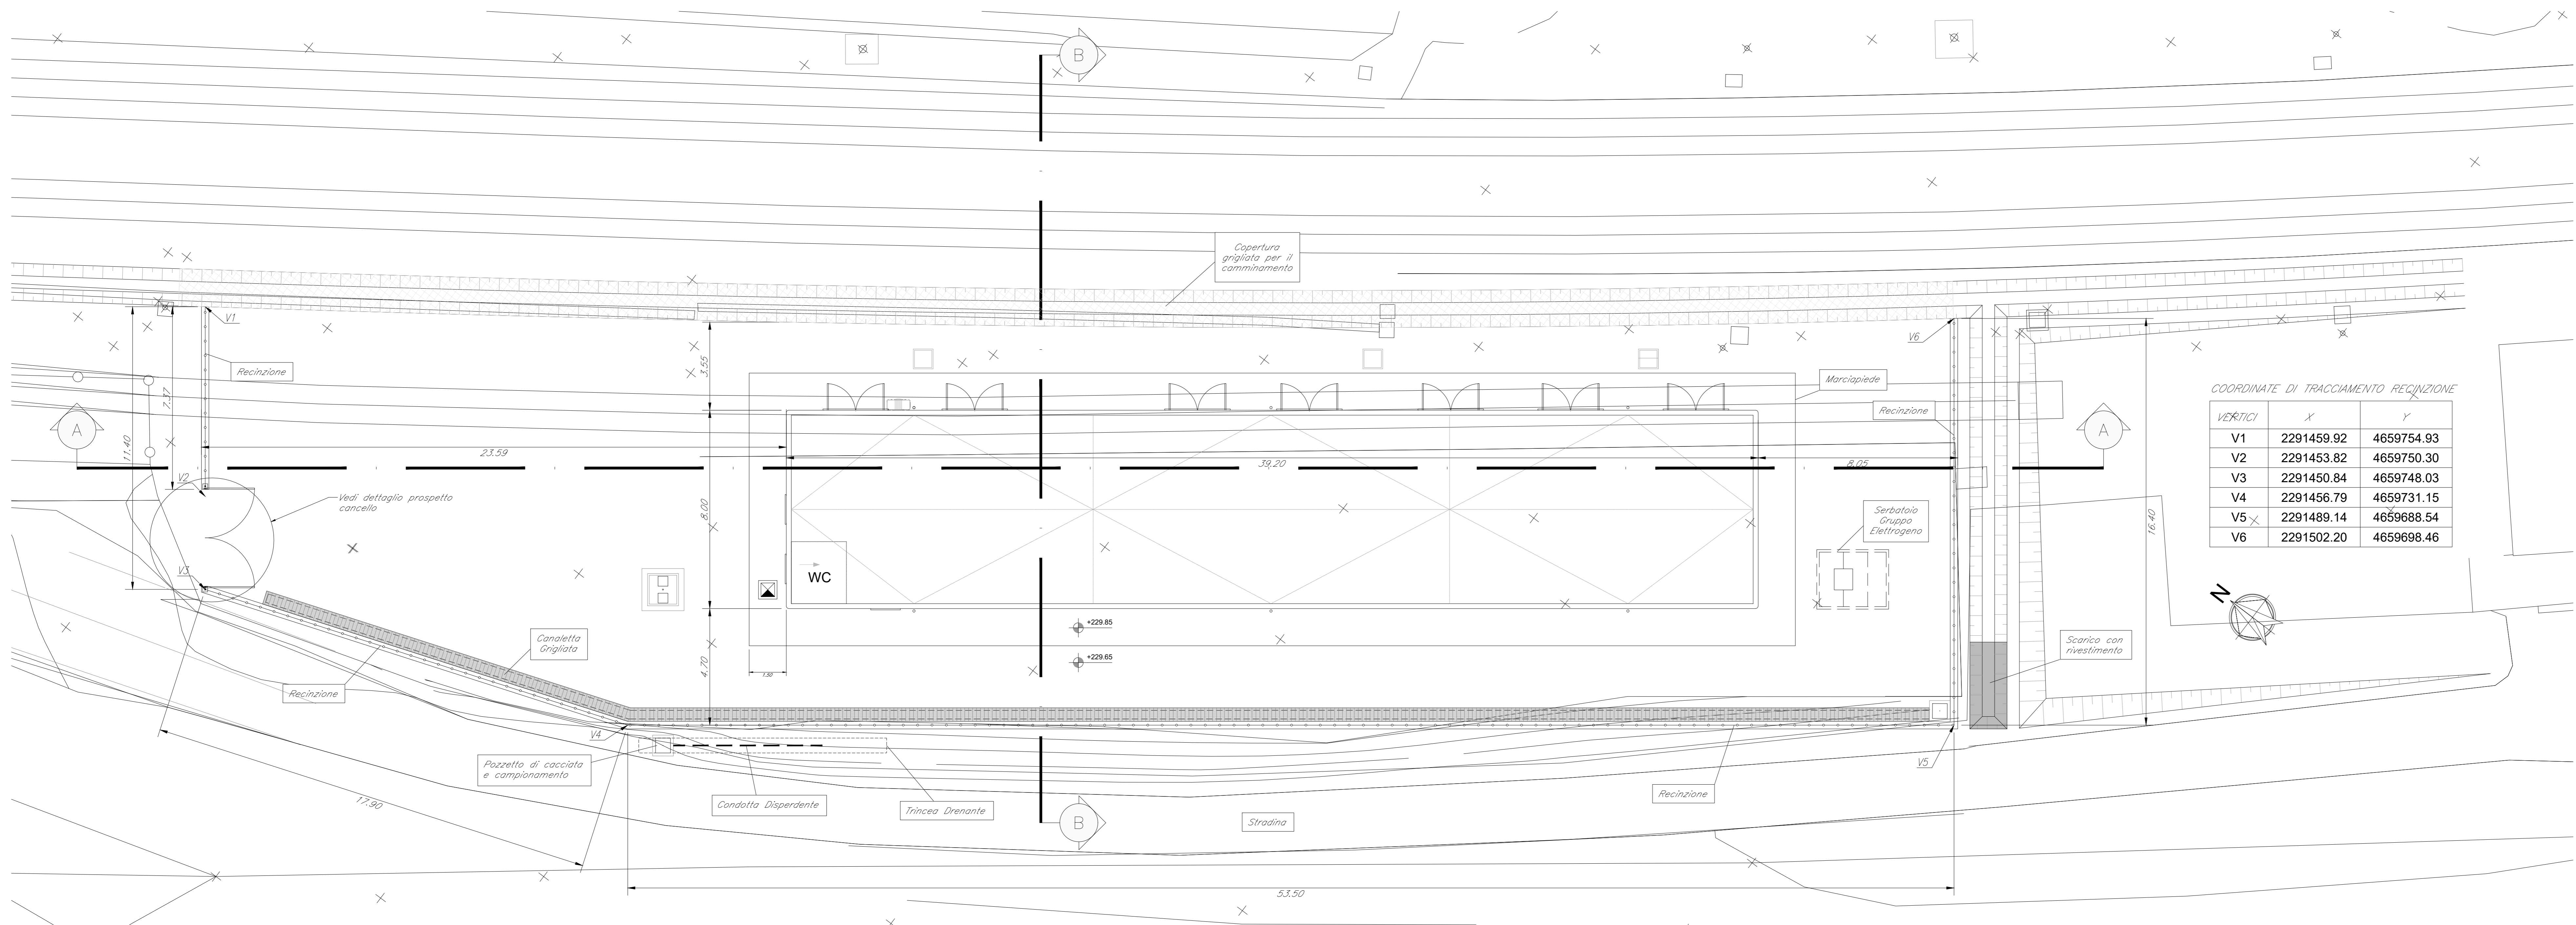 B
Copertura
grigliata per il
camminamento
V1
V6
Recinzione
3.55
7.37
11.40
Marciapiede
Recinzione
A
A
23.59
39.20
8.05
V2
Vedi dettaglio prospetto
cancello
8.00
Serbatoio
Gruppo
Elettrogeno
16.40
V3
WC
COORDINATE DI TRACCIAMENTO RECINZIONE
VERTICI X Y
V1 2291459.92 4659754.93
V2 2291453.82 4659750.30
V3 2291450.84 4659748.03
V4 2291456.79 4659731.15
V5 2291489.14 4659688.54
V6 2291502.20 4659698.46
N
Canaletta
Grigliata
+229.85
+229.65
4.70
1.50
Scarico con
rivestimento
Recinzione
V4
V5
Pozzetto di cacciata
e campionamento
Condotta Disperdente
Trincea Drenante
Recinzione
Stradina
B
17.90
53.50